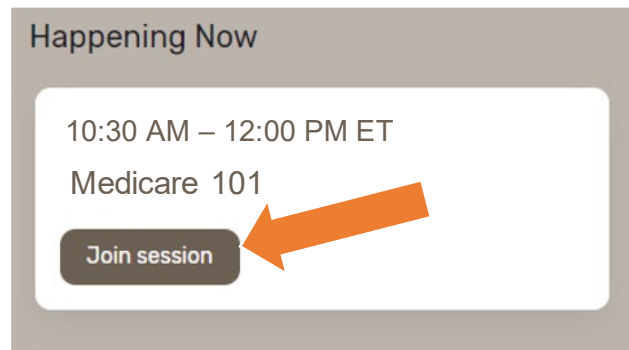 Happening Now
10:30 AM – 12:00 PM ET
Medicare 101
Join session